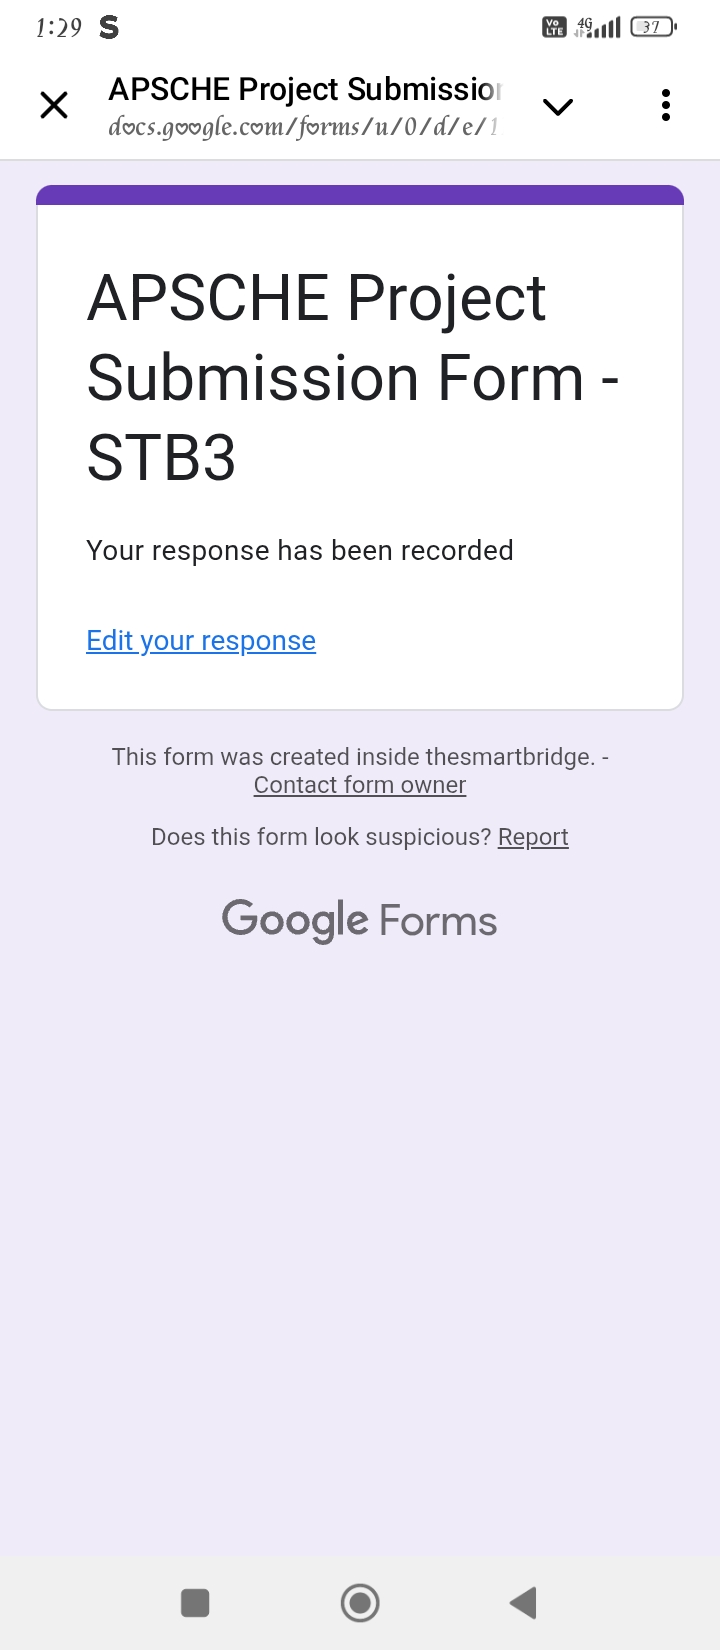 1:29 S Vo LTE 4G 37
APSCHE Project Submission
docs.google.com/forms/u/0/d/e/1
APSCHE Project
Submission Form -
STB3
Your response has been recorded
Edit your response
This form was created inside thesmartbridge. -
Contact form owner
Does this form look suspicious? Report
Google Forms